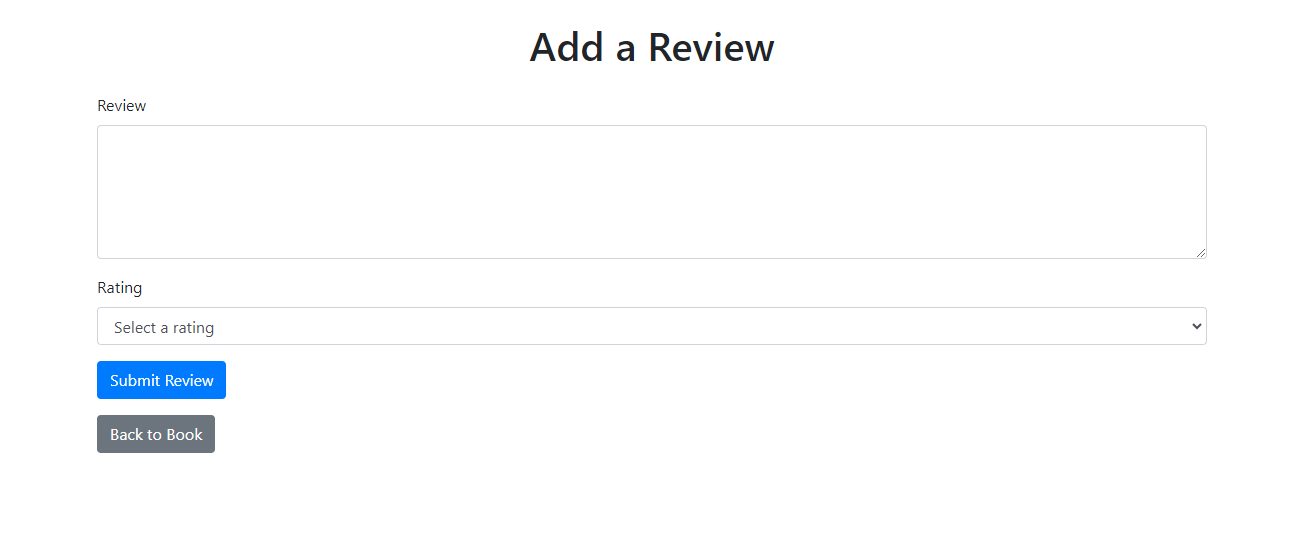 Add a Review
Review
Rating
Select a rating
Submit Review
Back to Book